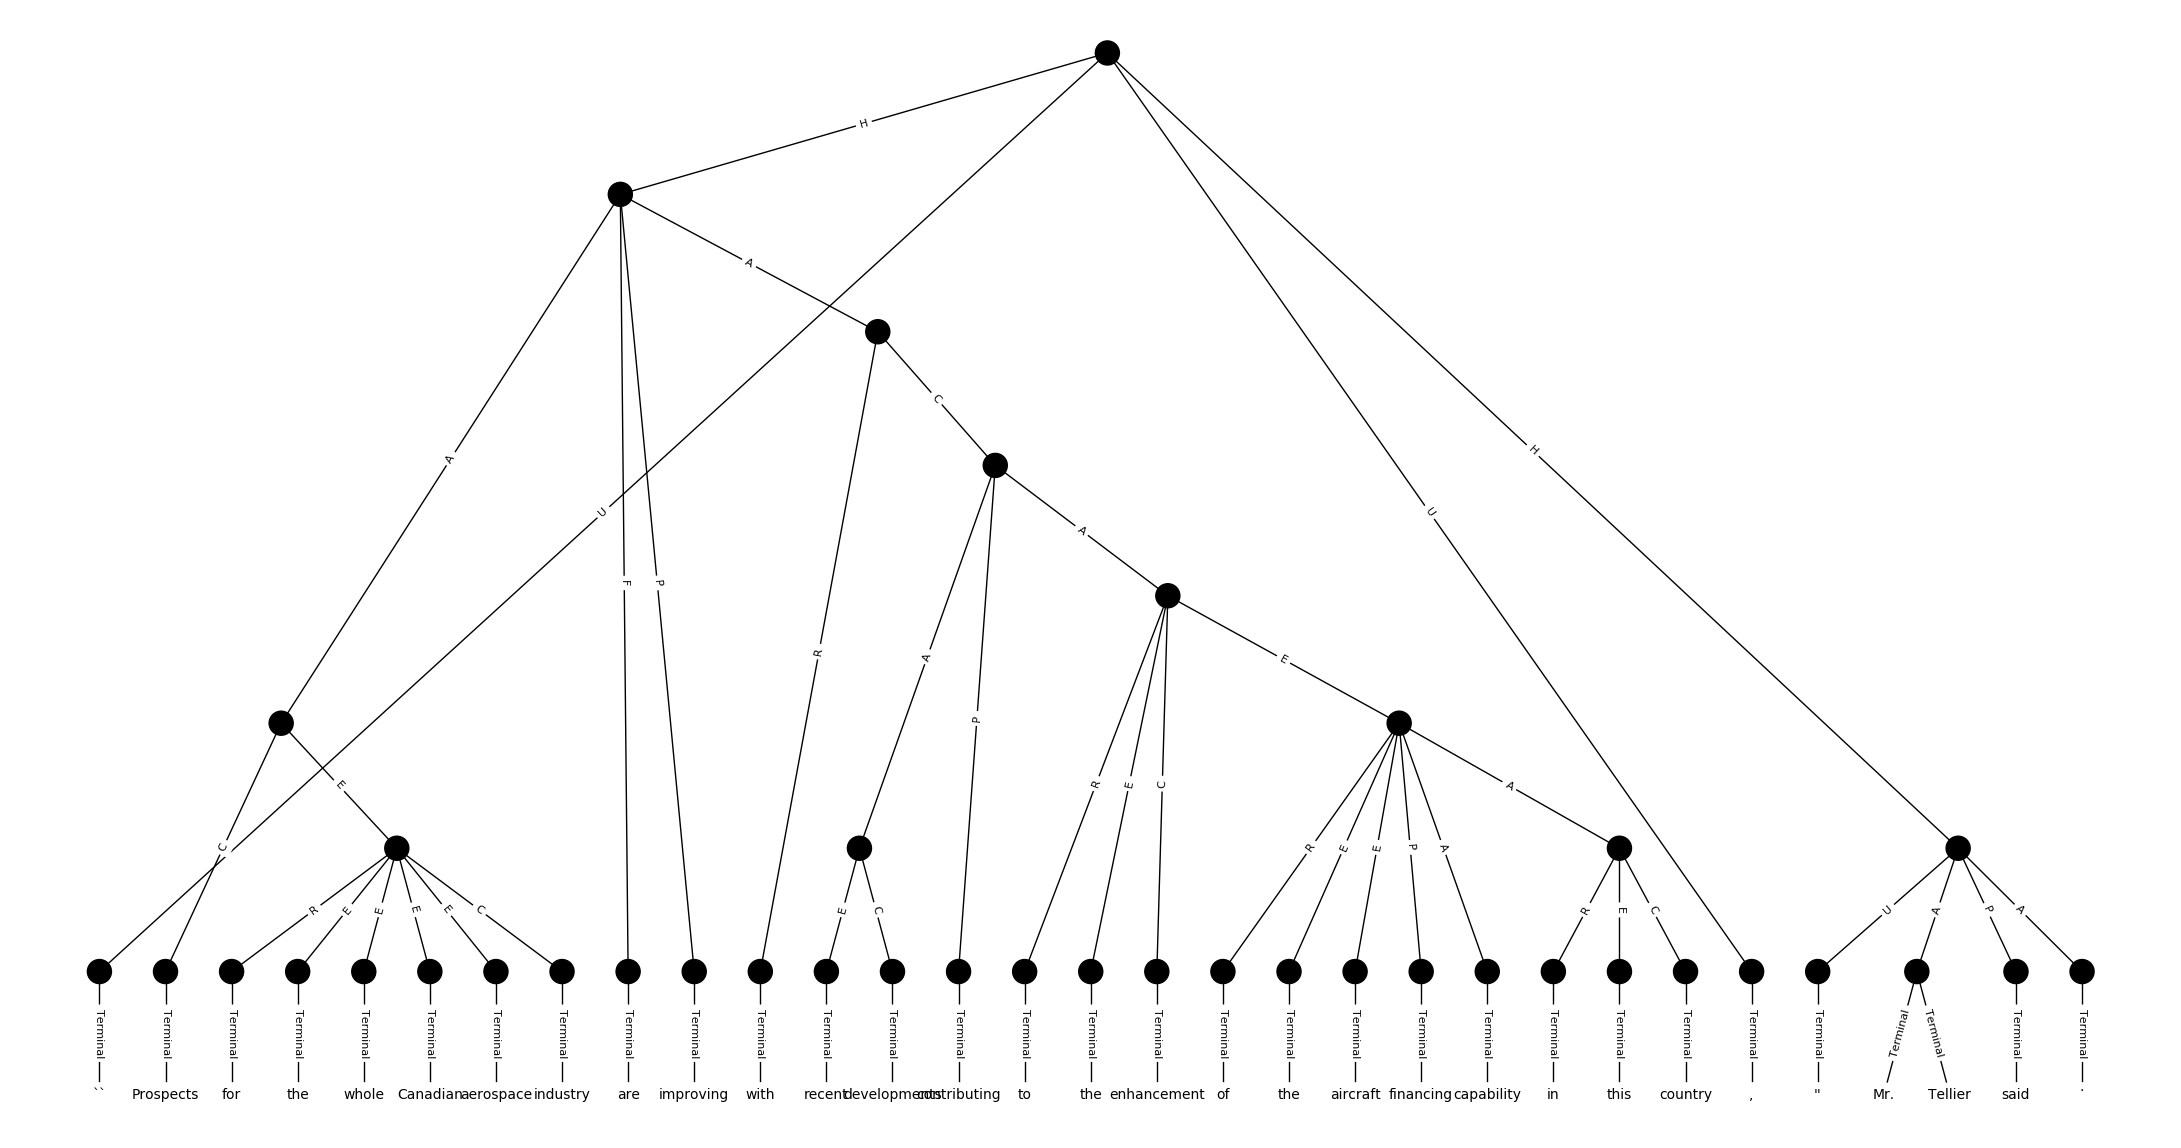 H
A
C
A
A
U
F
P
U
H
R
A
P
E
E
R
E
C
A
C
R
E
E
P
A
R
E
E
E
E
C
E
C
R
E
C
U
A
P
A
Terminal Terminal Terminal Terminal Terminal Terminal Terminal Terminal Terminal Terminal Terminal Terminal Terminal Terminal Terminal Terminal Terminal Terminal Terminal Terminal Terminal Terminal Terminal Terminal Terminal Terminal Terminal Terminal Terminal Terminal Terminal
`` Prospects for the whole Canadian aerospace industry are improving with recent developments contributing to the enhancement of the aircraft financing capability in this country , " Mr. Tellier said .